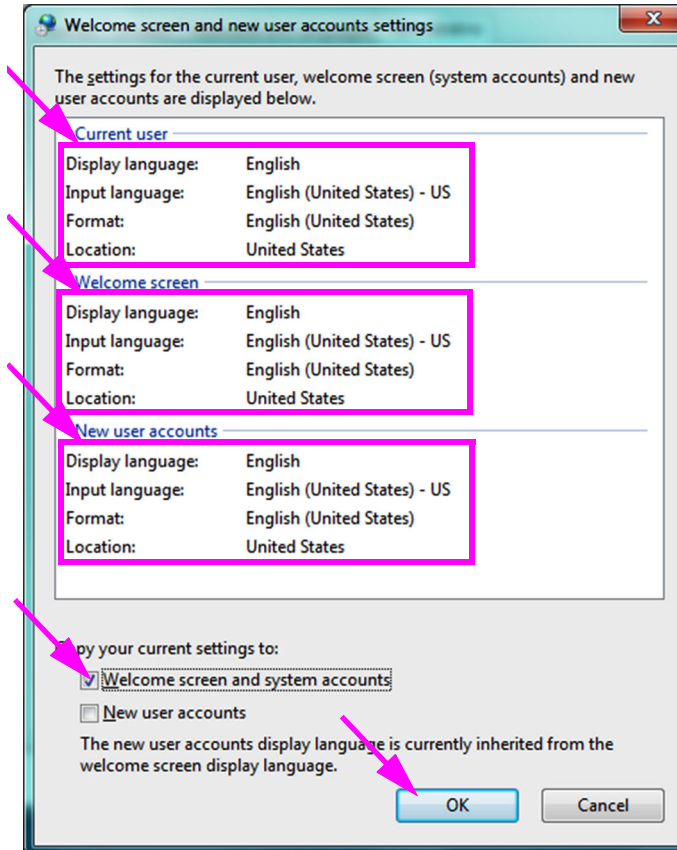 Welcome screen and new user accounts settings
The settings for the current user, welcome screen (system accounts) and new
user accounts are displayed below.
Current user
Display language: English
Input language: English (United States) - US
Format: English (United States)
Location: United States
Welcome screen
Display language: English
Input language: English (United States) - US
Format: English (United States)
Location: United States
New user accounts
Display language: English
Input language: English (United States) - US
Format: English (United States)
Location: United States
Copy your current settings to:
Welcome screen and system accounts
New user accounts
The new user accounts display language is currently inherited from the
welcome screen display language.
OK Cancel